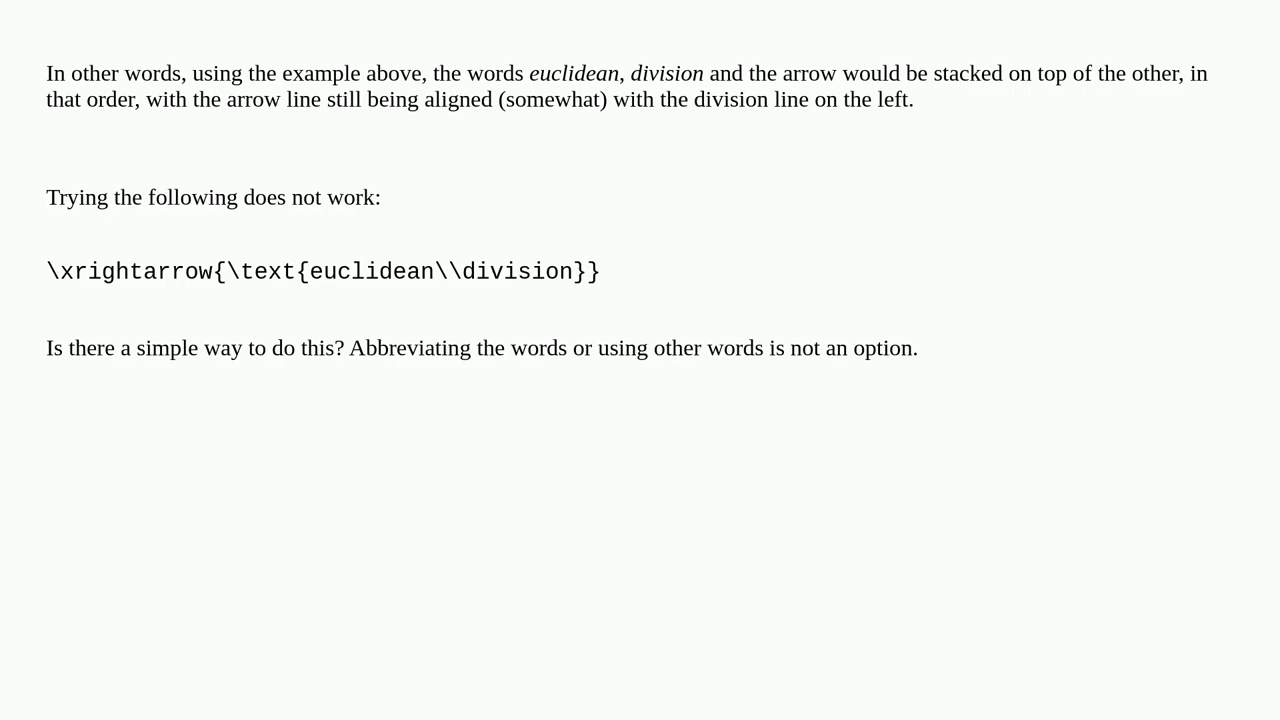 In other words, using the example above, the words euclidean, division and the arrow would be stacked on top of the other, in
that order, with the arrow line still being aligned (somewhat) with the division line on the left.
Trying the following does not work:
\xrightarrow{\text{euclidean\\division}}
Is there a simple way to do this? Abbreviating the words or using other words is not an option.